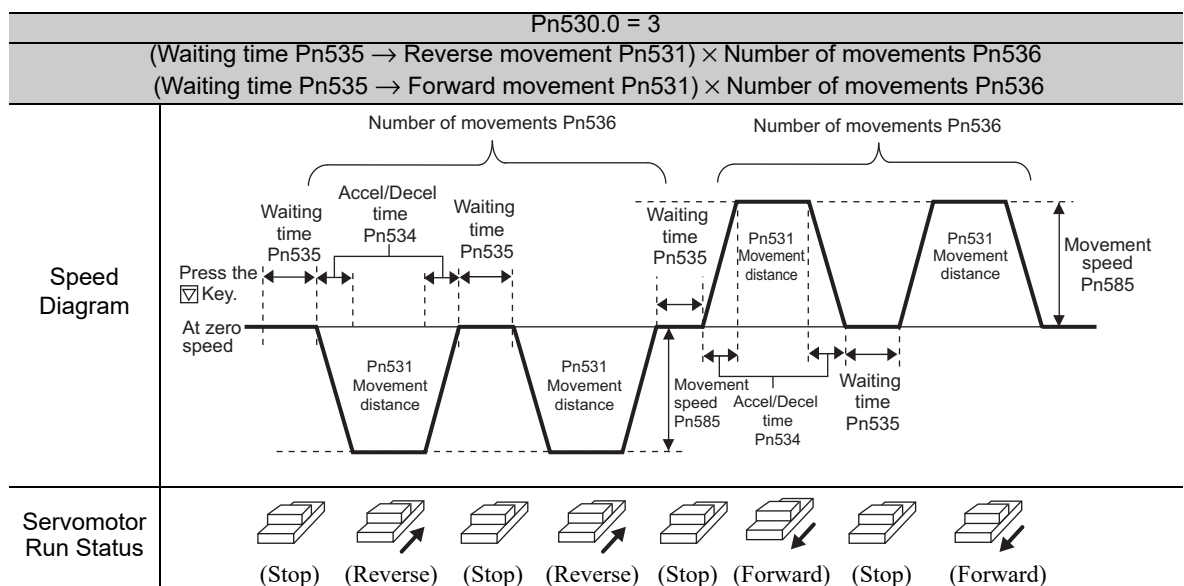 Pn530.0 = 3
(Waiting time Pn535 → Reverse movement Pn531) × Number of movements Pn536
(Waiting time Pn535 → Forward movement Pn531) × Number of movements Pn536
Speed
Diagram
Number of movements Pn536
Number of movements Pn536
Waiting
time
Pn535
Accel/Decel
time
Pn534
Waiting
time
Pn535
Waiting
time
Pn535
Pn531
Movement
distance
Pn531
Movement
distance
Movement
speed
Pn585
Press the
▽ Key.
At zero
speed
Pn531
Movement
distance
Pn531
Movement
distance
Movement
speed
Pn585
Accel/Decel
time
Pn534
Waiting
time
Pn535
Servomotor
Run Status
(Stop) (Reverse) (Stop) (Reverse) (Stop) (Forward) (Stop) (Forward)